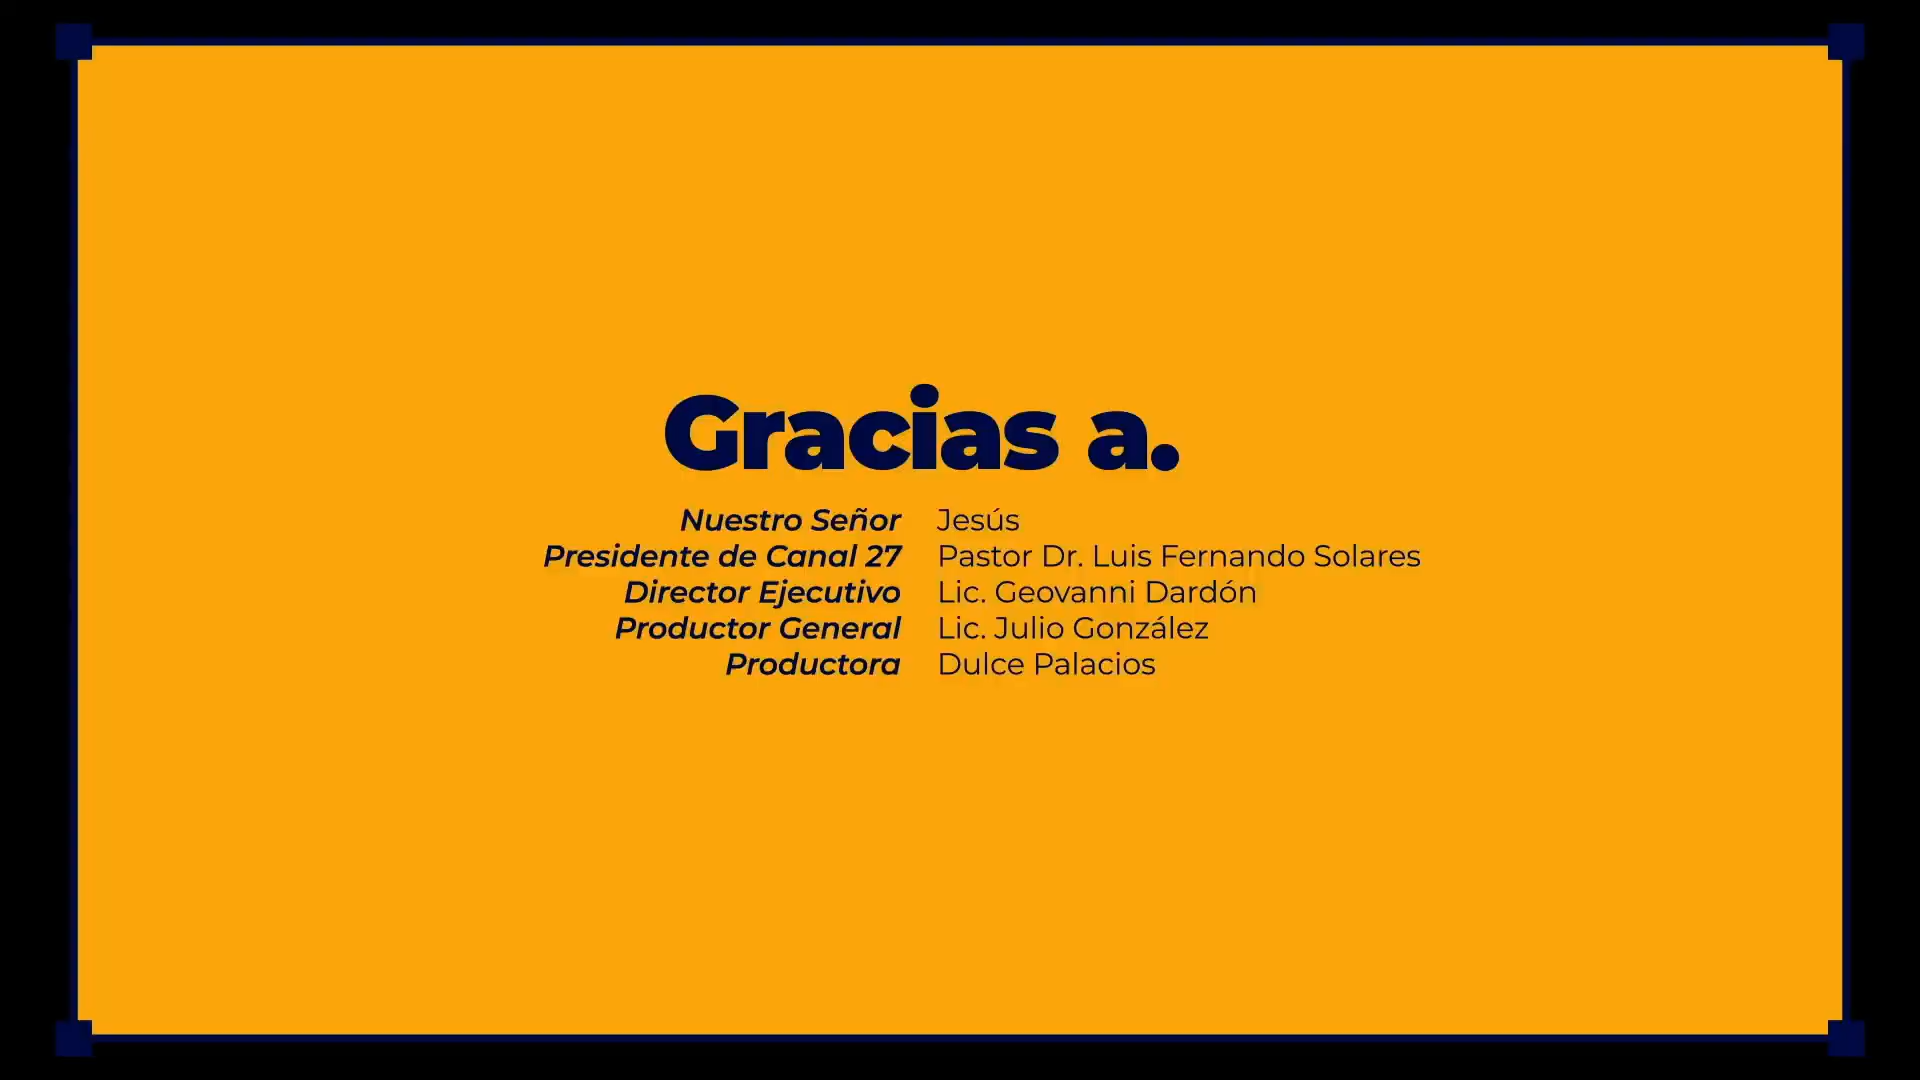 Gracias a.
Nuestro Señor Jesús
Presidente de Canal 27 Pastor Dr. Luis Fernando Solares
Director Ejecutivo Lic. Geovanni Dardón
Productor General Lic. Julio González
Productora Dulce Palacios